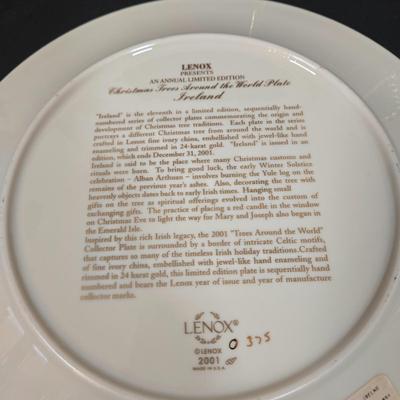 LENOX
PRESENTS
AN ANNUAL LIMITED EDITION
Christmas Trees Around the World Plate
Ireland
"Ireland" is the eleventh in a limited edition, sequentially hand-
numbered series of collector plates commemorating the origin and
development of Christmas tree traditions. Each plate in the series
portrays a different Christmas tree from around the world and is
crafted in Lenox fine ivory china, embellished with jewel-like hand
enameling and trimmed in 24-karat gold. "Ireland" is issued in an
edition, which ends December 31, 2001.
Ireland is said to be the place where many Christmas customs and
rituals were born. To bring good luck, the early Winter Solstice
celebration – Alban Arthuan – involves burning the Yule log on the
remains of the previous year's ashes. Also, decorating the tree with
heavenly objects dates back to early Irish times. Hanging small
gifts on the tree as spiritual offerings evolved into the custom of
exchanging gifts. The practice of placing a red candle in the window
on Christmas Eve to light the way for Mary and Joseph also began in
the Emerald Isle.
Inspired by this rich Irish legacy, the 2001 "Trees Around the World"
Collector Plate is surrounded by a border of intricate Celtic motifs,
that captures so many of the timeless Irish holiday traditions.Crafted
of fine ivory china, embellished with jewel-like hand enameling and
rimmed in 24 karat gold, this limited edition plate is sequentially hand
numbered and bears the Lenox year of issue and year of manufacture
collector marks.
LENOX®
0 375
©LENOX
2001
MADE IN U.S.A.